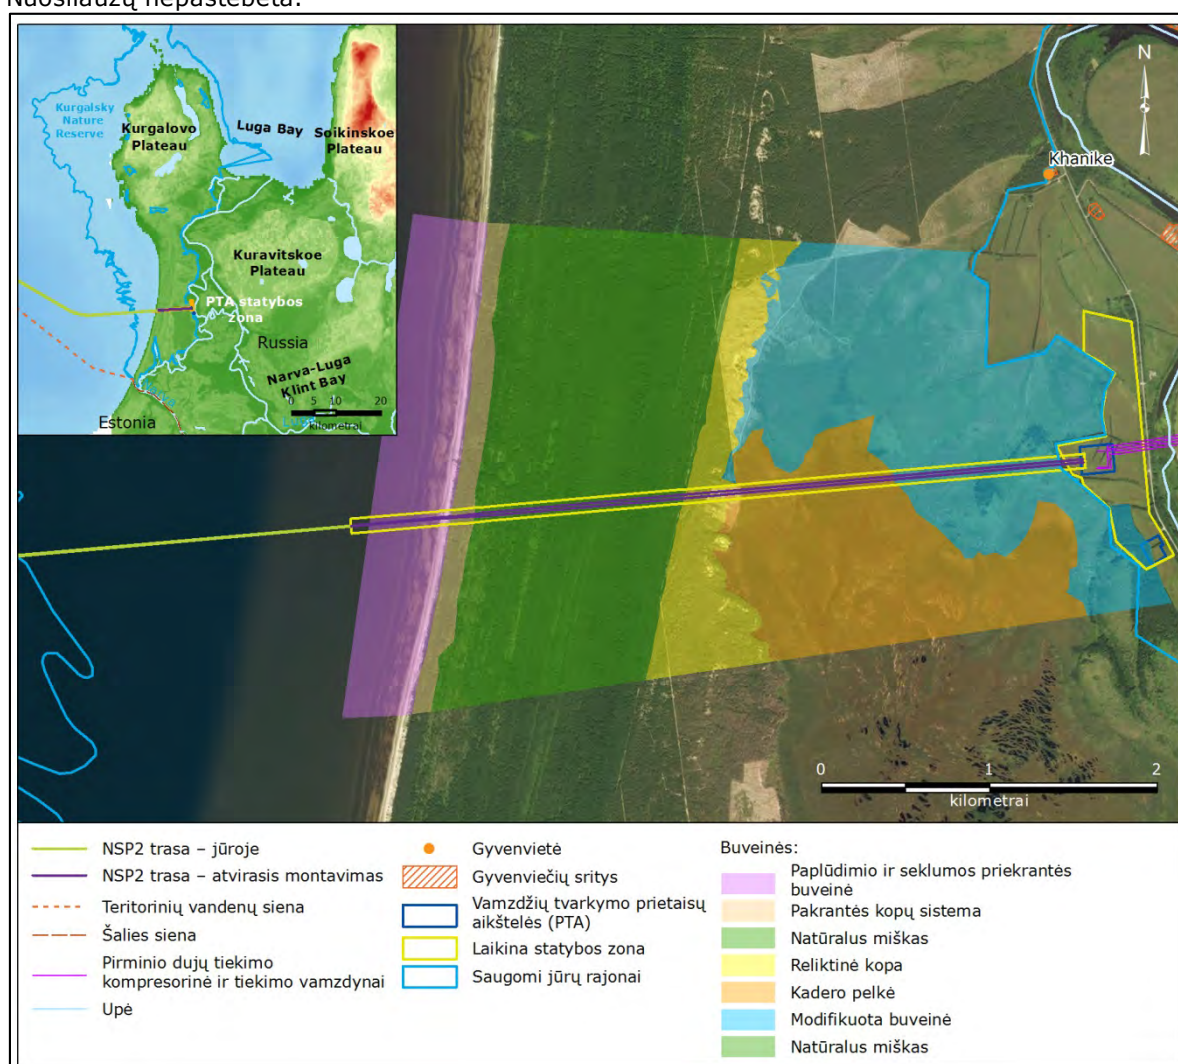 Nuošliaužų nepastebėta.
Kurgalsky
Nature
Reserve
Kurgalovo
Plateau
Luga Bay
Soikinskoe
Plateau
Kuravitskoe
Plateau
PTA statybos
zona
Russia
Narva-Luga
Klint Bay
Narva
Estonia
0 5 10 20
kilometrai
N
Khanike
0 1 2
kilometrai
NSP2 trasa – jūroje
NSP2 trasa – atvirasis montavimas
Teritorinių vandenų siena
Šalies siena
Pirminio dujų tiekimo
kompresorinė ir tiekimo vamzdynai
Upė
Gyvenvietė
Gyvenviečių sritys
Vamzdžių tvarkymo prietaisų
aikštelės (PTA)
Laikina statybos zona
Saugomi jūrų rajonai
Buveinės:
Paplūdimio ir seklumos priekrantės
buveinė
Pakrantės kopų sistema
Natūralus miškas
Reliktinė kopa
Kadero pelkė
Modifikuota buveinė
Natūralus miškas